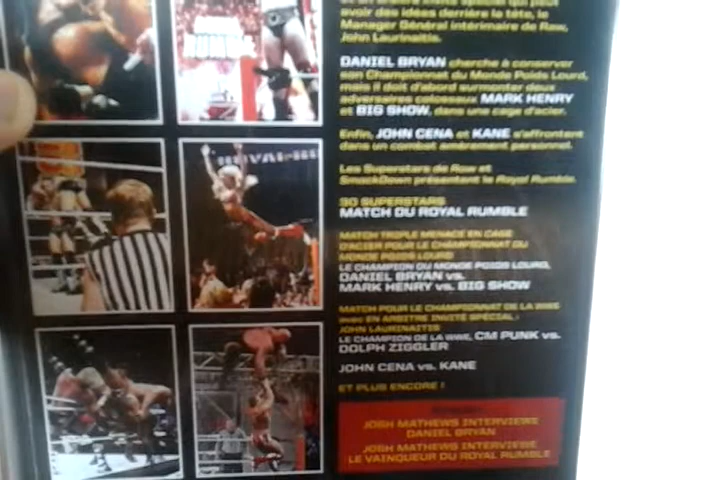 avoir des idées derrière la tête, le
Manager Général intérimaire de Raw,
John Laurinaitis.
DANIEL BRYAN cherche à conserver
son Championnat du Monde Poids Lourd,
mais il doit d'abord surmonter deux
adversaires colossaux MARK HENRY
et BIG SHOW, dans une cage d'acier.
Enfin, JOHN CENA et KANE s'affrontent
dans un combat amèrement personnel.
Les Superstars de Raw et
SmackDown présentent le Royal Rumble.
30 SUPERSTARS
MATCH DU ROYAL RUMBLE
MATCH TRIPLE MENACE EN CAGE
D'ACIER POUR LE CHAMPIONNAT DU
MONDE POIDS LOURD
LE CHAMPION DU MONDE POIDS LOURD,
DANIEL BRYAN vs.
MARK HENRY vs. BIG SHOW
MATCH POUR LE CHAMPIONNAT DE LA WWE
avec EN ARBITRE INVITÉ SPÉCIAL :
JOHN LAURINAITIS
LE CHAMPION DE LA WWE, CM PUNK vs.
DOLPH ZIGGLER
JOHN CENA vs. KANE
ET PLUS ENCORE !
JOSH MATHEWS INTERVIEWE
DANIEL BRYAN
JOSH MATHEWS INTERVIEWE
LE VAINQUEUR DU ROYAL RUMBLE